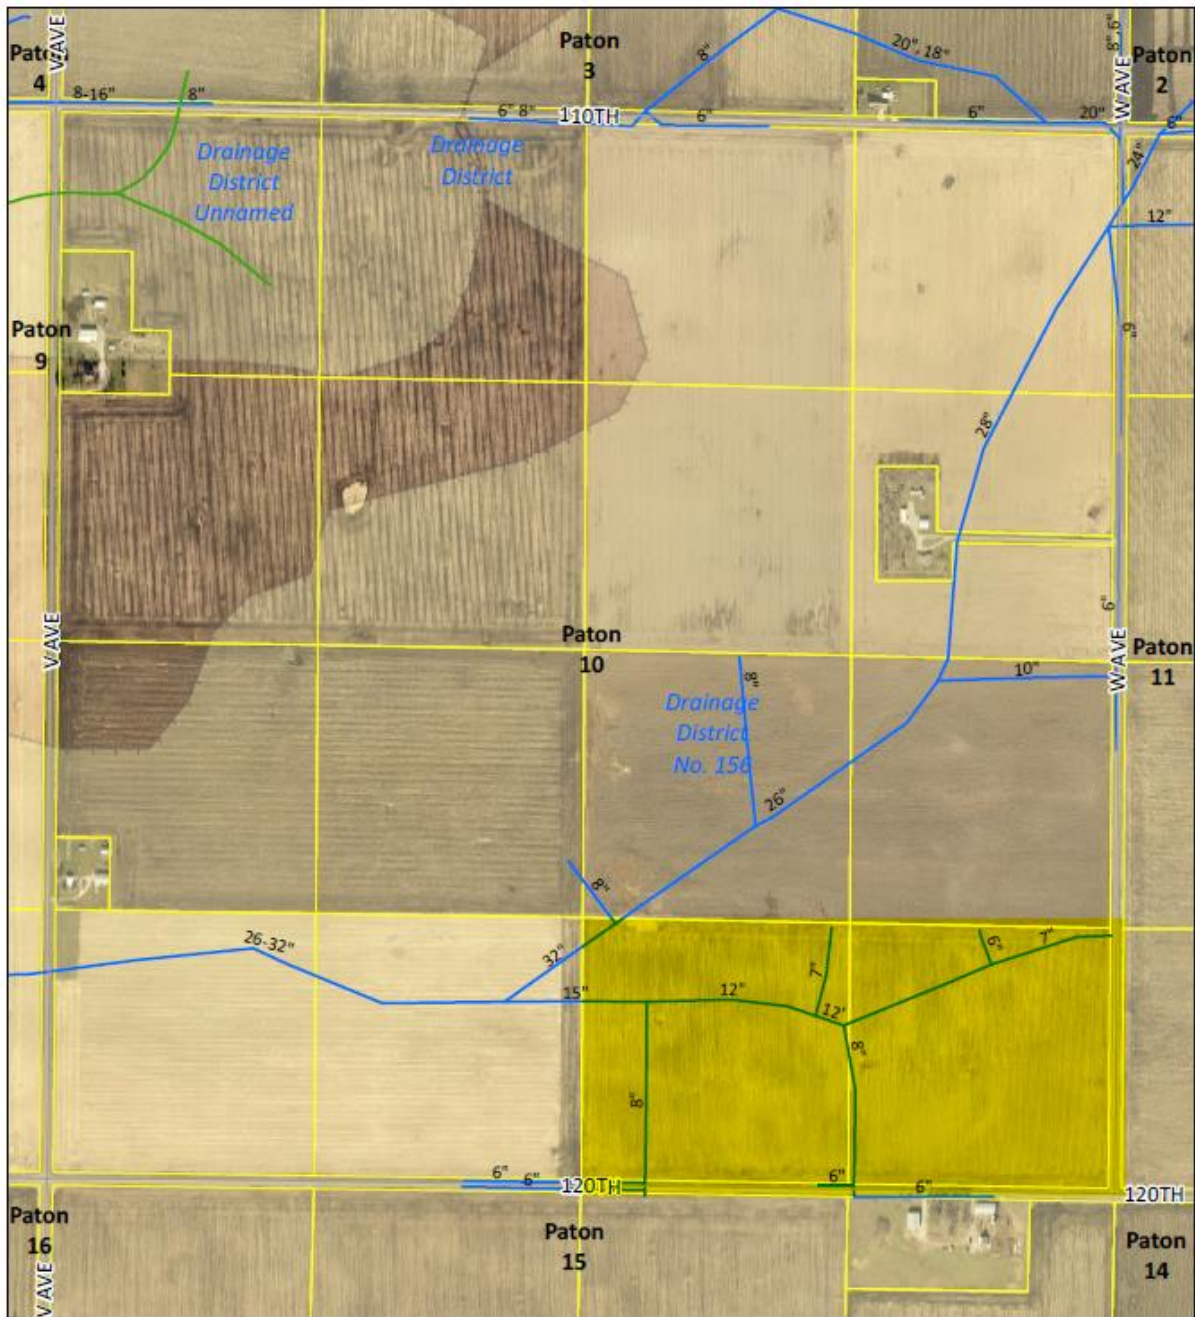 V AVE
Paton
4
Paton
3
Paton
2
W AVE
8",6"
8"
20",18"
8-16"
8"
6" 8"
110TH
6"
6"
20"
6"
24"
12"
Drainage
District
Unnamed
Drainage
District
Paton
9
6"
28"
V AVE
Paton
10
6"
W AVE
Paton
11
10"
8"
Drainage
District
No. 156
26"
8"
26-32"
32"
15"
12"
7"
12'
6"
7"
8"
8"
6"
6"
120TH
6"
6"
120TH
Paton
16
V AVE
Paton
15
Paton
14